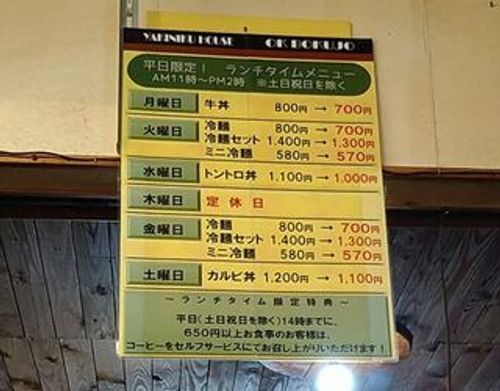 YAKINIKU HOUSE OK BOKUJO
平日限定! ランチタイムメニュー
AM11時～PM2時 ※土日祝日を除く
月曜日 牛丼 800円 → 700円
火曜日 冷麺 800円 → 700円
冷麺セット 1.400円 → 1.300円
ミニ冷麺 580円 → 570円
水曜日 トントロ丼 1.100円 → 1.000円
木曜日 定休日
金曜日 冷麺 800円 → 700円
冷麺セット 1.400円 → 1.300円
ミニ冷麺 580円 → 570円
土曜日 カルビ丼 1.200円 → 1.100円
～ランチタイム限定特典～
平日(土日祝日を除く)14時までに、
650円以上お食事のお客様は、
コーヒーをセルフサービスにてお召し上がりいただけます!